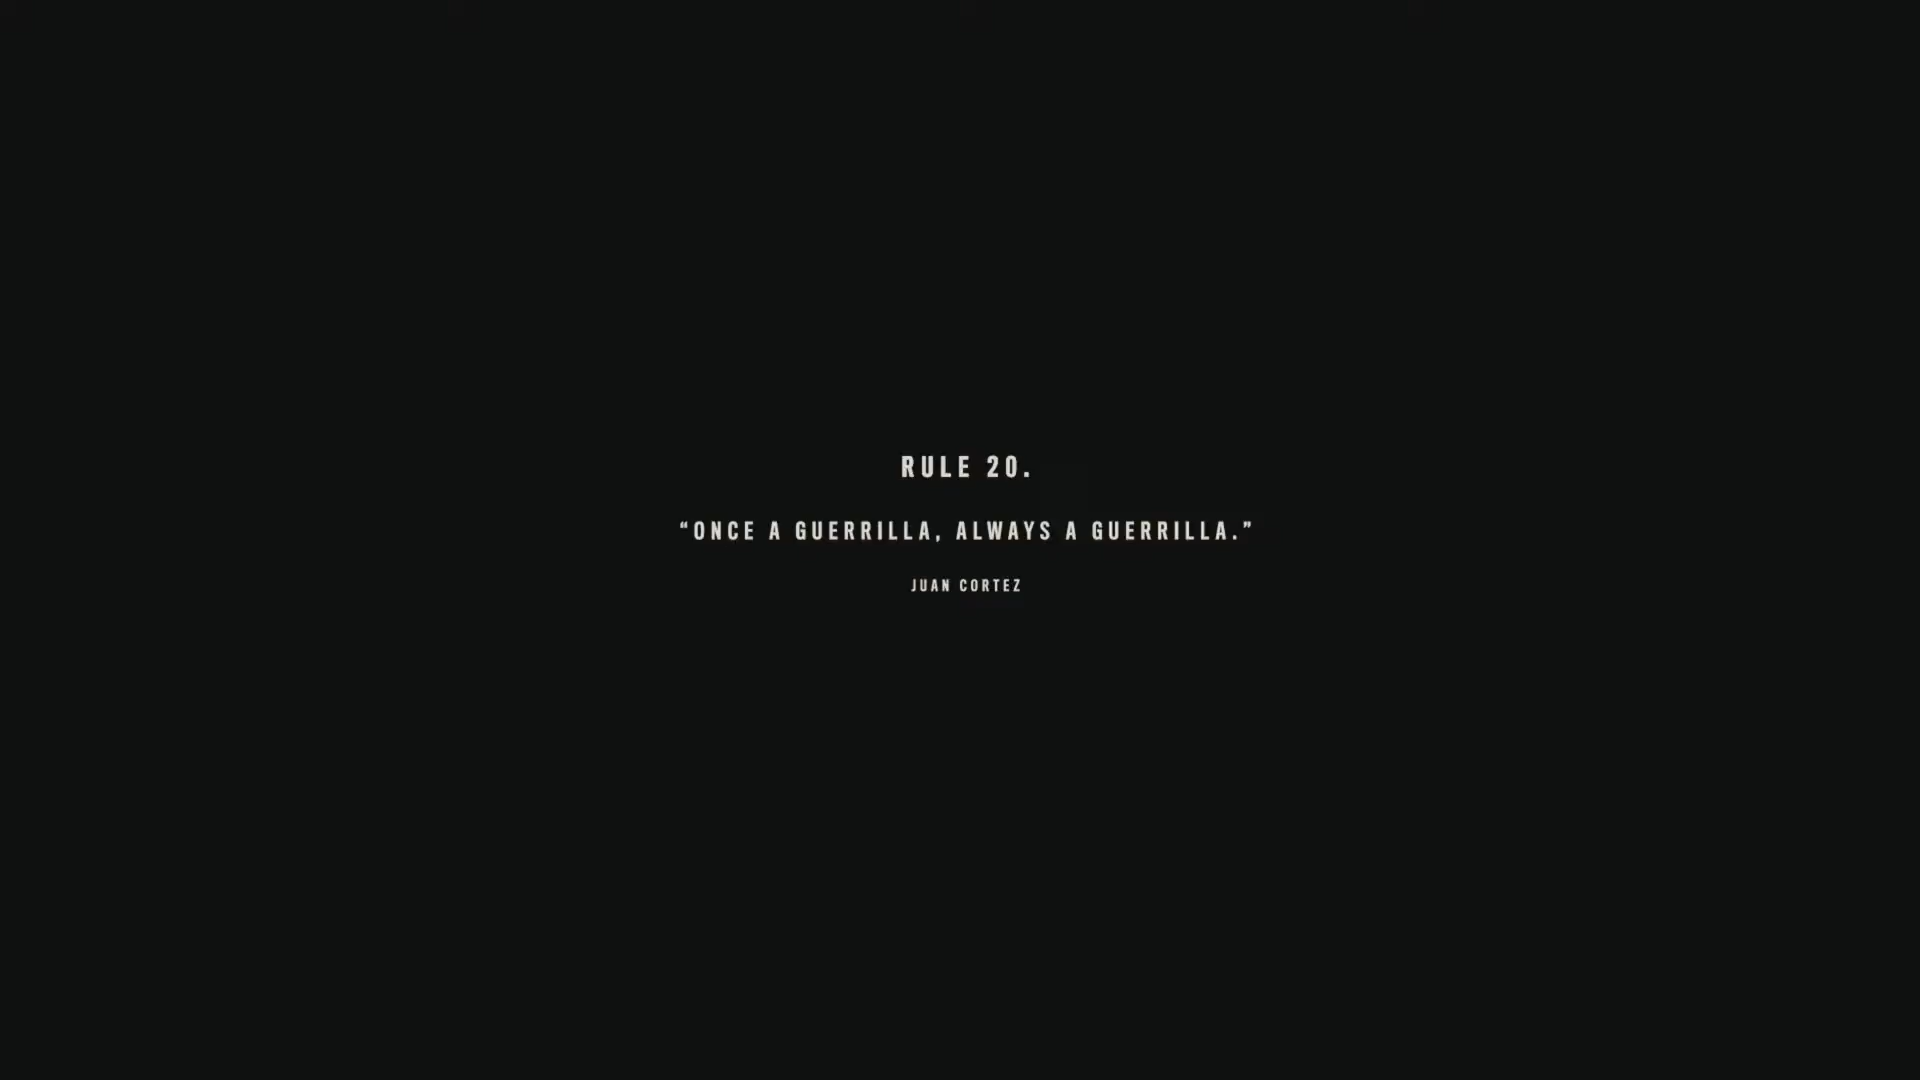 RULE 20.
“ONCE A GUERRILLA, ALWAYS A GUERRILLA.”
JUAN CORTEZ